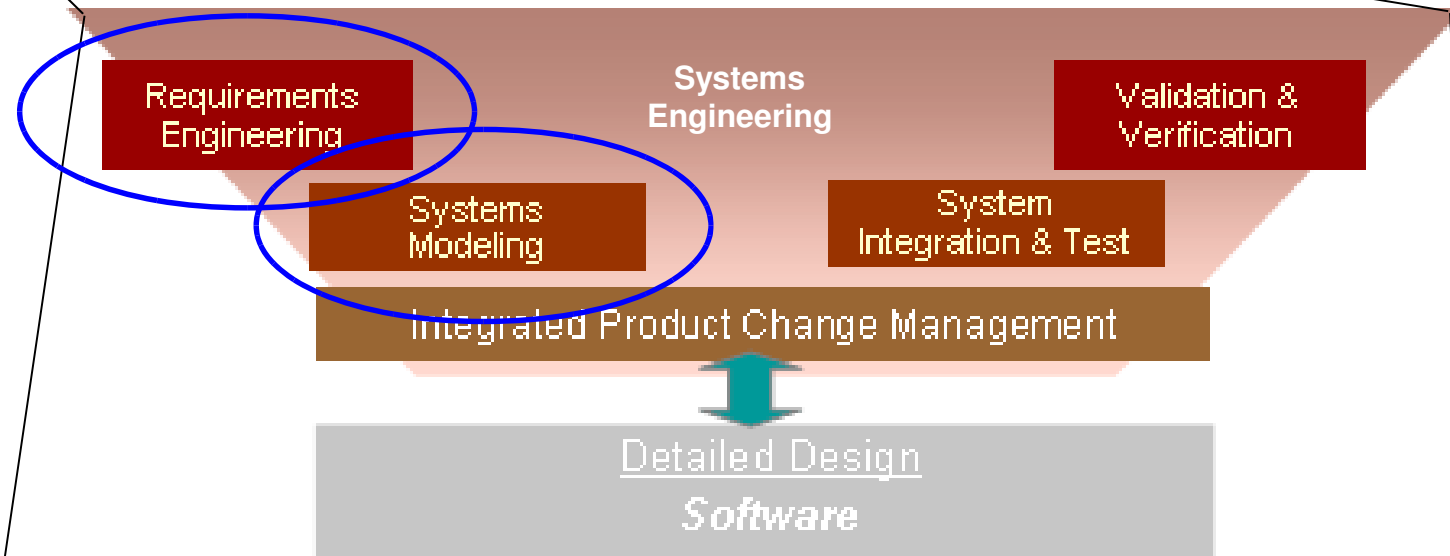 Requirements
Engineering
Systems
Engineering
Validation &
Verification
Systems
Modeling
System
Integration & Test
Integrated Product Change Management
Detailed Design
Software